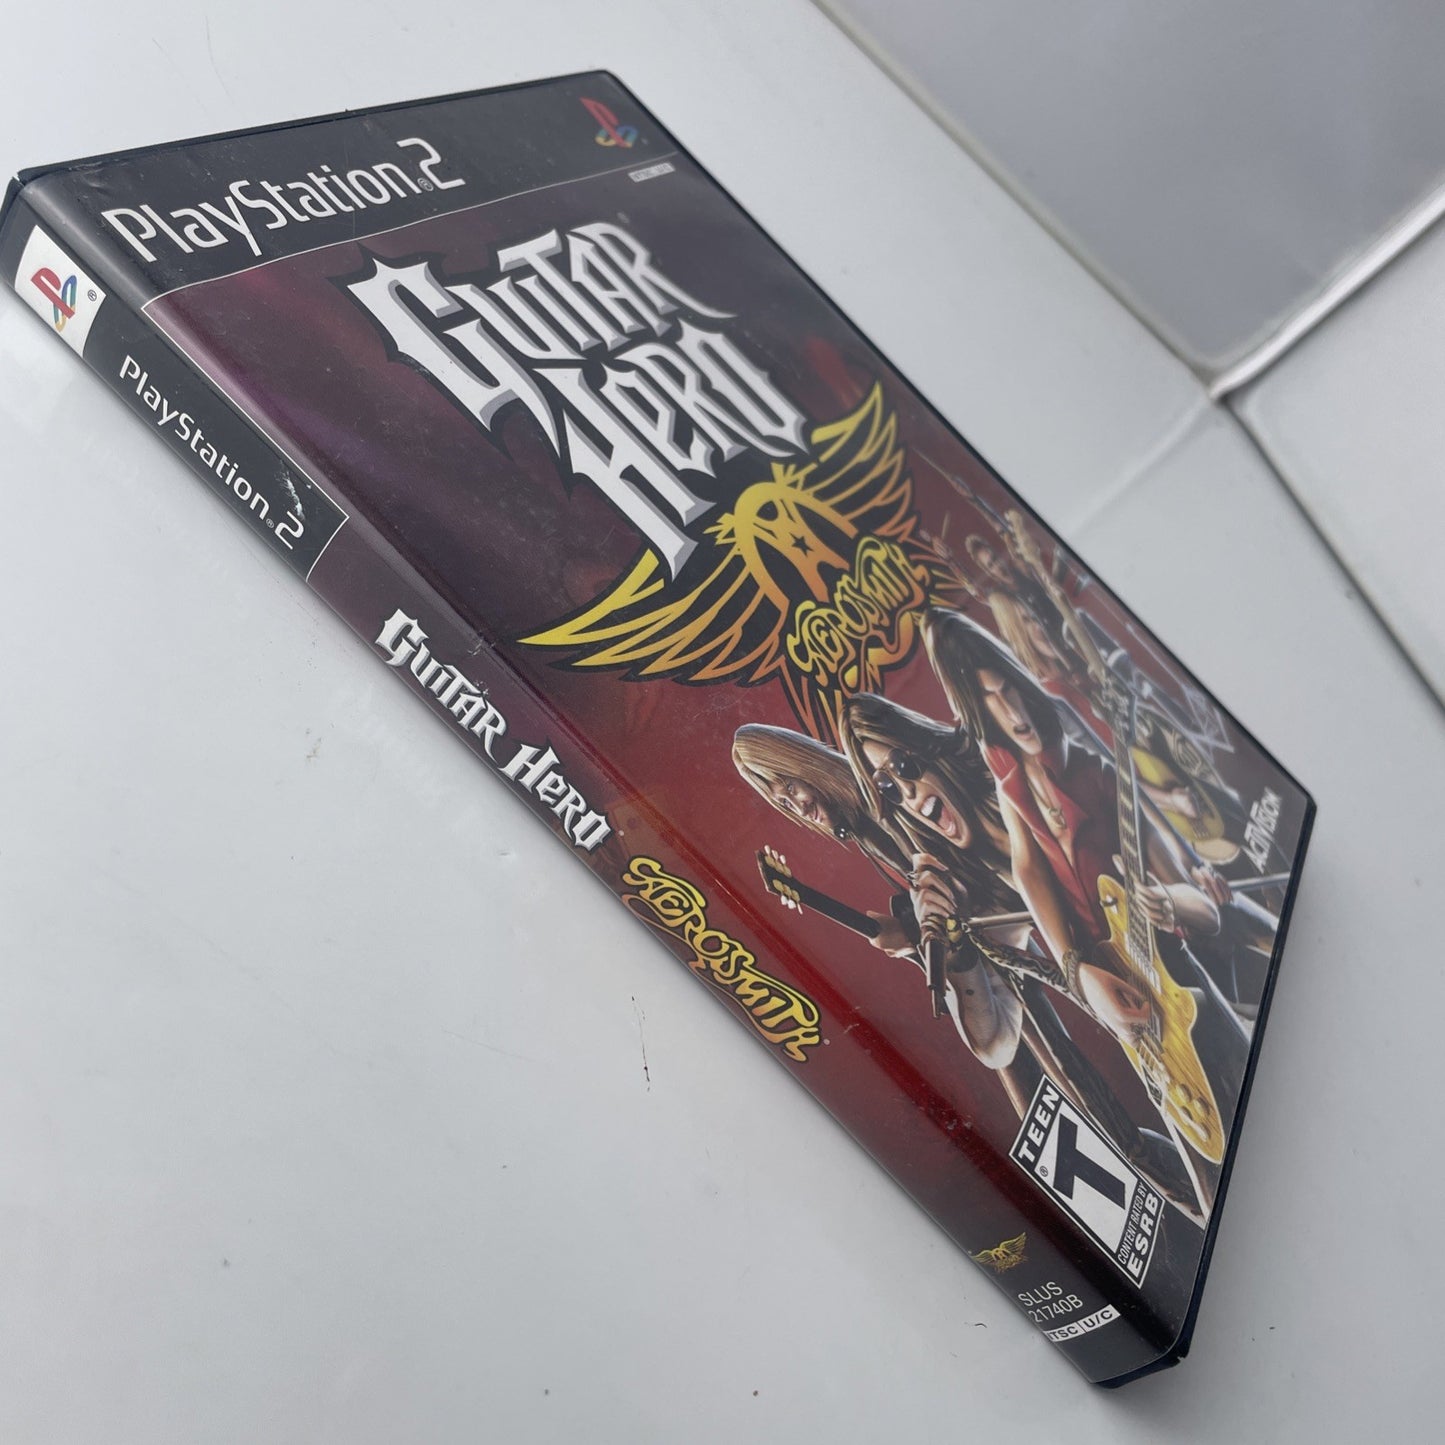 PlayStation®2
NTSC U/C
GUITAR
HERO
AEROSMITH
ACTIVISION
TEEN
T
CONTENT RATED BY
ESRB
®
PlayStation®2
GUITAR HERO
AEROSMITH
SLUS
21740B
NTSC U/C